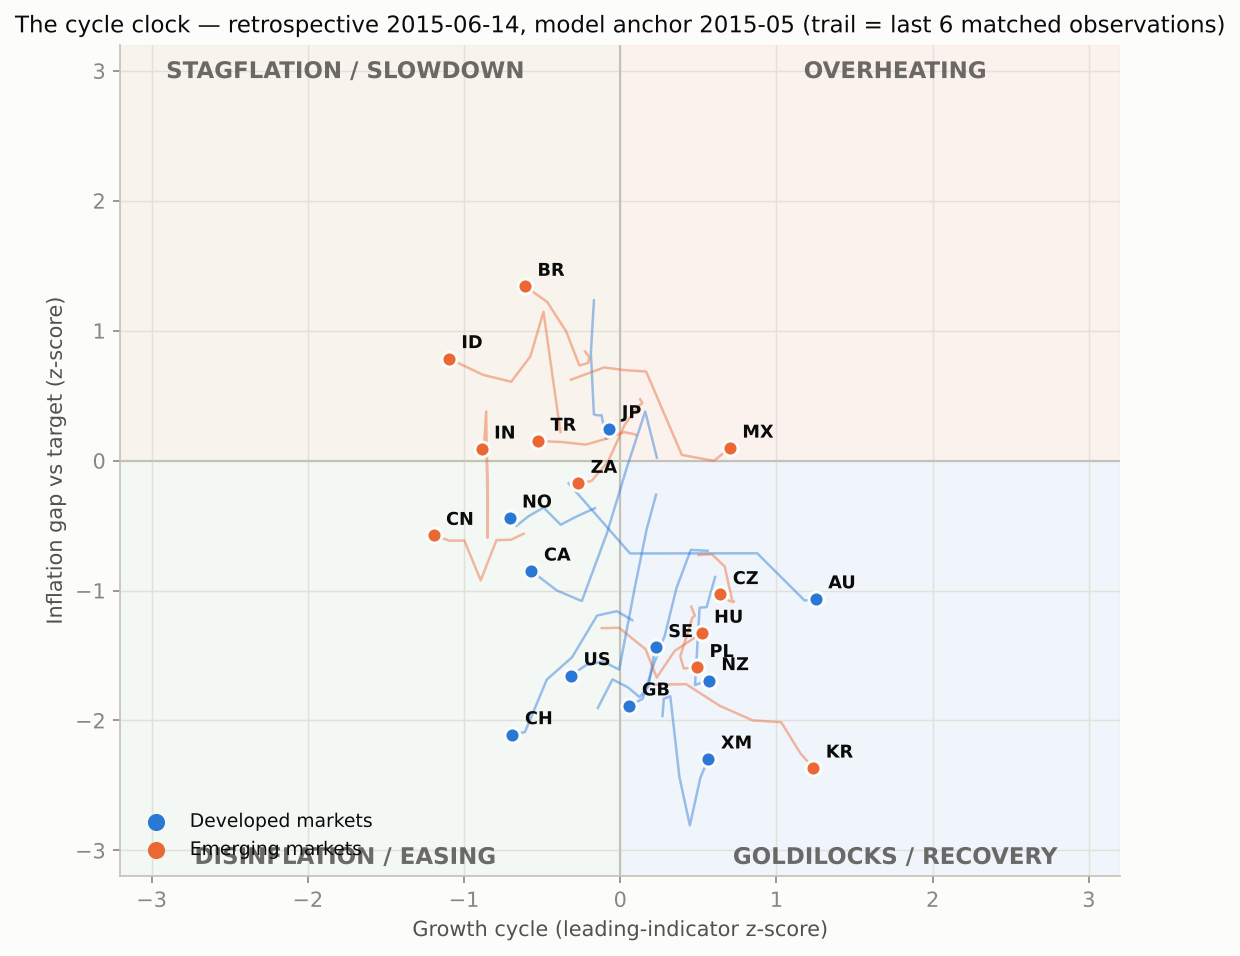 The cycle clock — retrospective 2015-06-14, model anchor 2015-05 (trail = last 6 matched observations)
STAGFLATION / SLOWDOWN
OVERHEATING
3
2
1
0
−1
−2
−3
Inflation gap vs target (z-score)
BR
ID
JP
TR
IN
MX
ZA
NO
CN
CA
CZ
AU
HU
SE
PL
US
NZ
GB
CH
XM
KR
Developed markets
Emerging markets
DISINFLATION / EASING
GOLDILOCKS / RECOVERY
−3
−2
−1
0
1
2
3
Growth cycle (leading-indicator z-score)